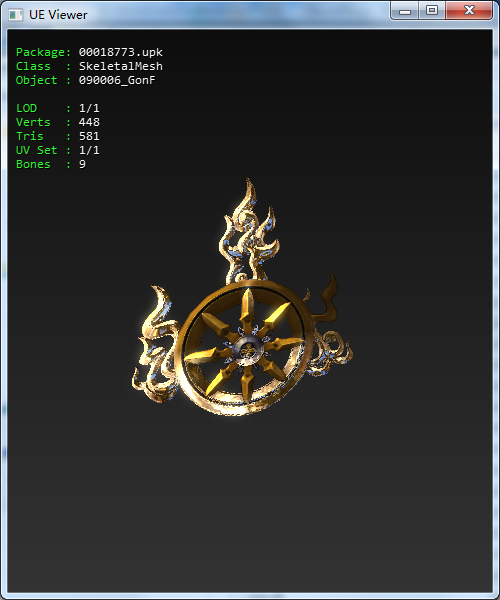 UE Viewer
Package: 00018773.upk
Class : SkeletalMesh
Object : 090006_GonF
LOD : 1/1
Verts : 448
Tris : 581
UV Set : 1/1
Bones : 9